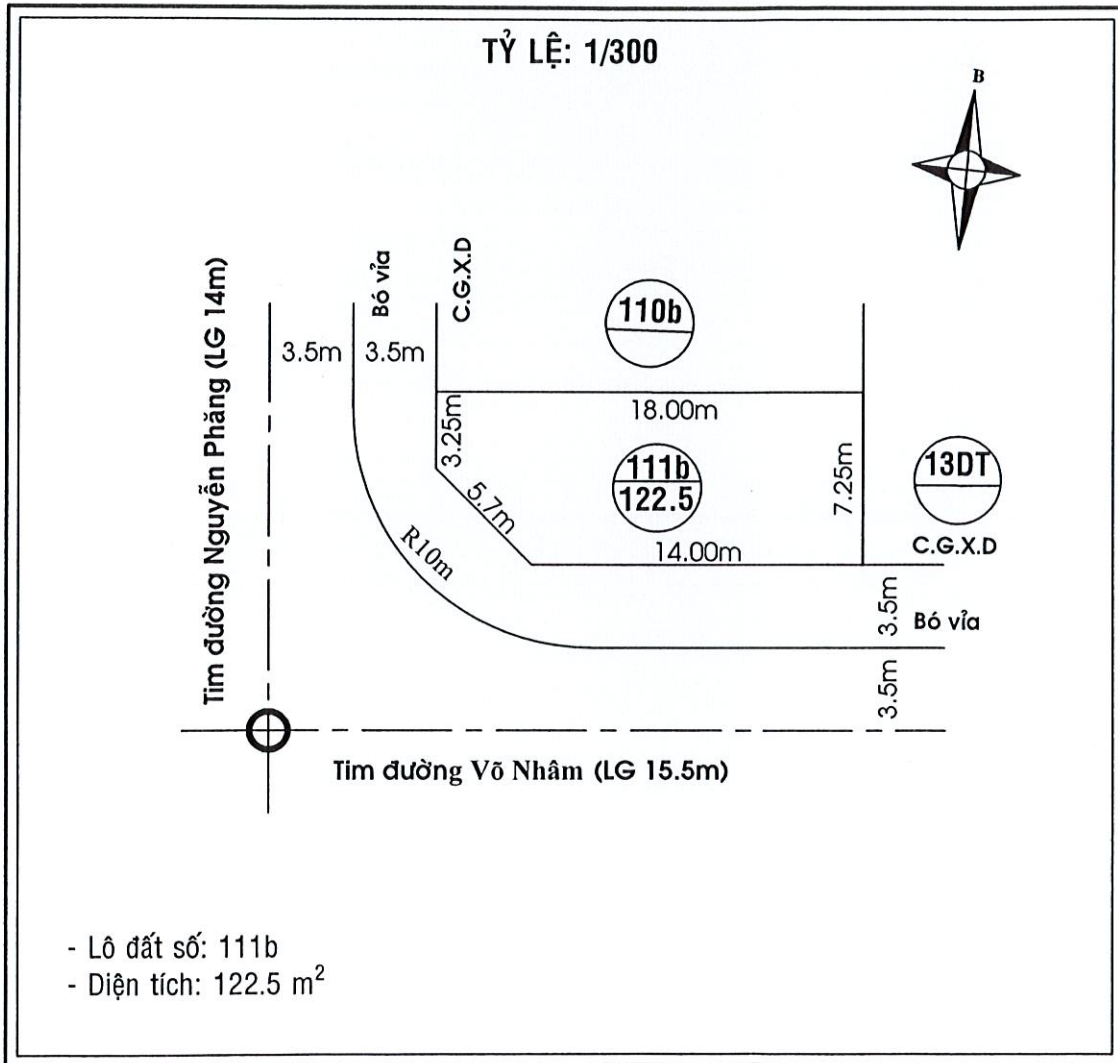 TỶ LỆ: 1/300
B
Tim đường Nguyễn Phăng (LG 14m)
Bó vỉa
C.G.X.D
3.5m
3.5m
110b
18.00m
3.25m
5.7m
111b
122.5
7.25m
13DT
C.G.X.D
14.00m
R10m
3.5m
Bó vỉa
3.5m
Tim đường Võ Nhâm (LG 15.5m)
- Lô đất số: 111b
- Diện tích: 122.5 m²